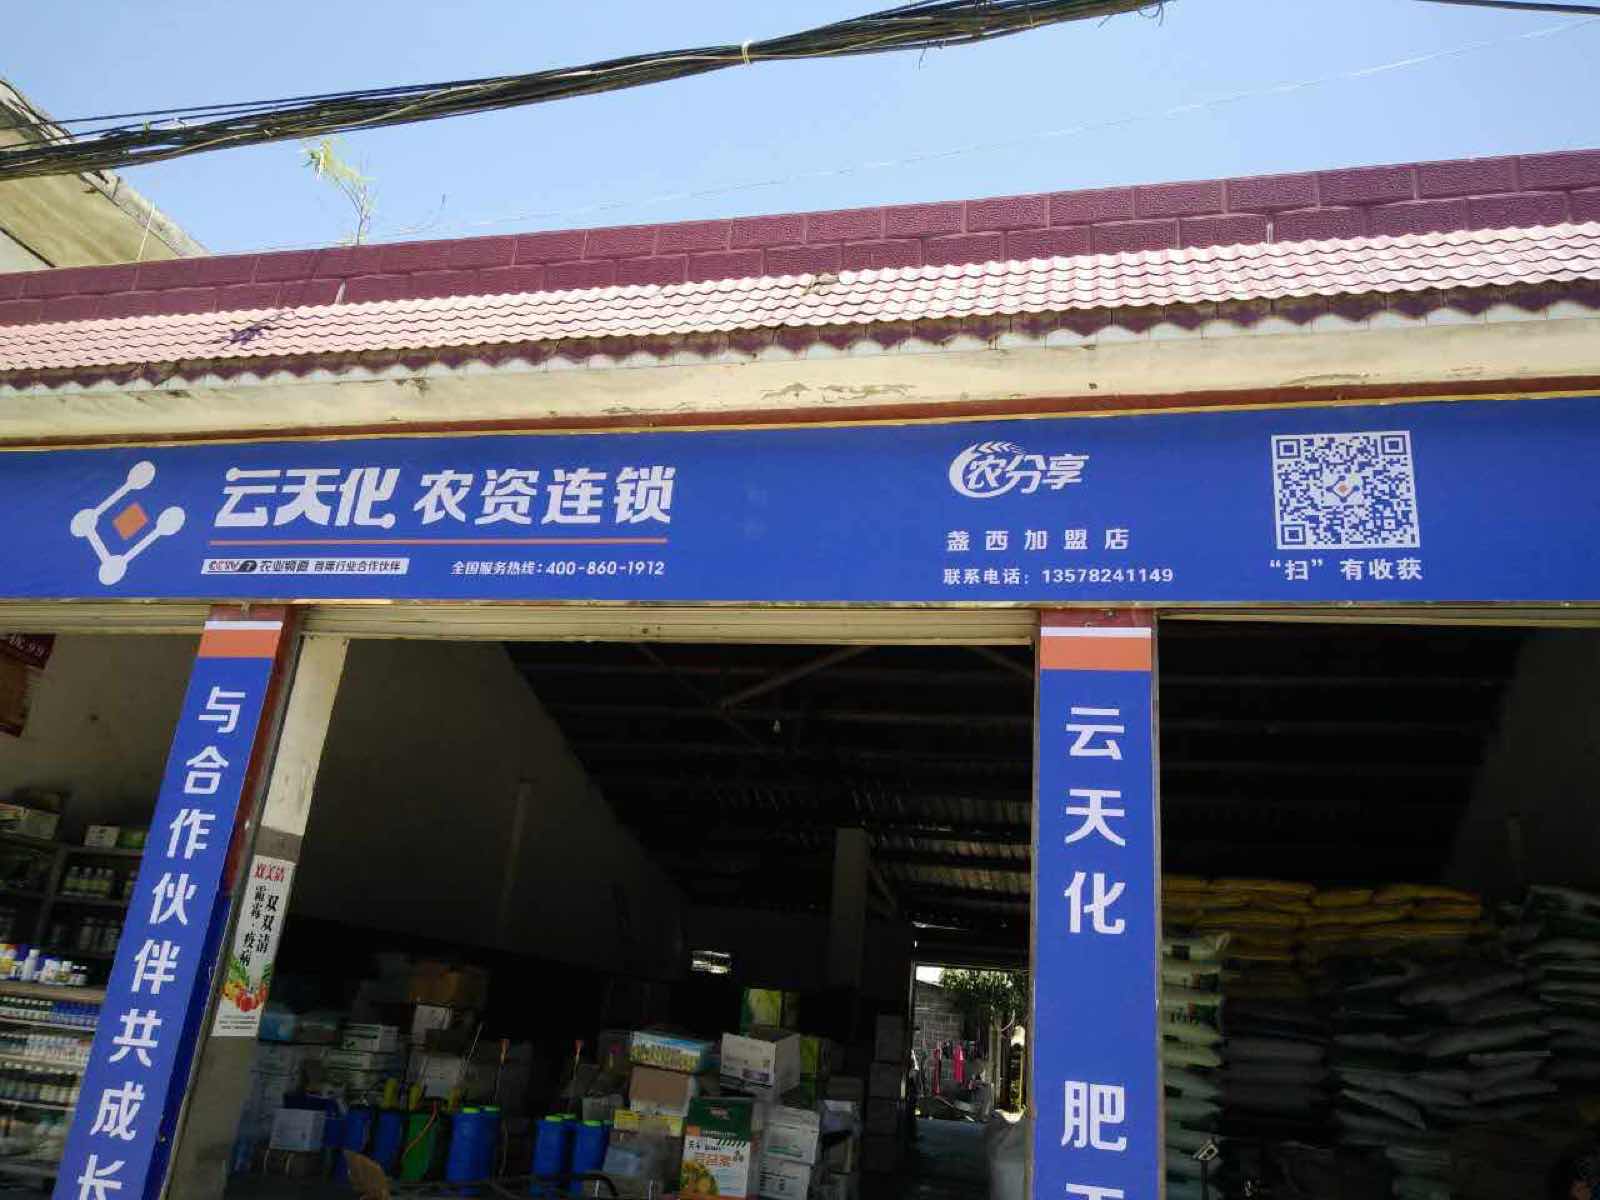 云天化 农资连锁
CCTV 7 农业频道 首席行业合作伙伴
全国服务热线：400-860-1912
农分享
盏西加盟店
联系电话：13578241149
“扫”有收获
与合作伙伴共成长
云天化 肥
双美清
双双清
霜霉·疫病